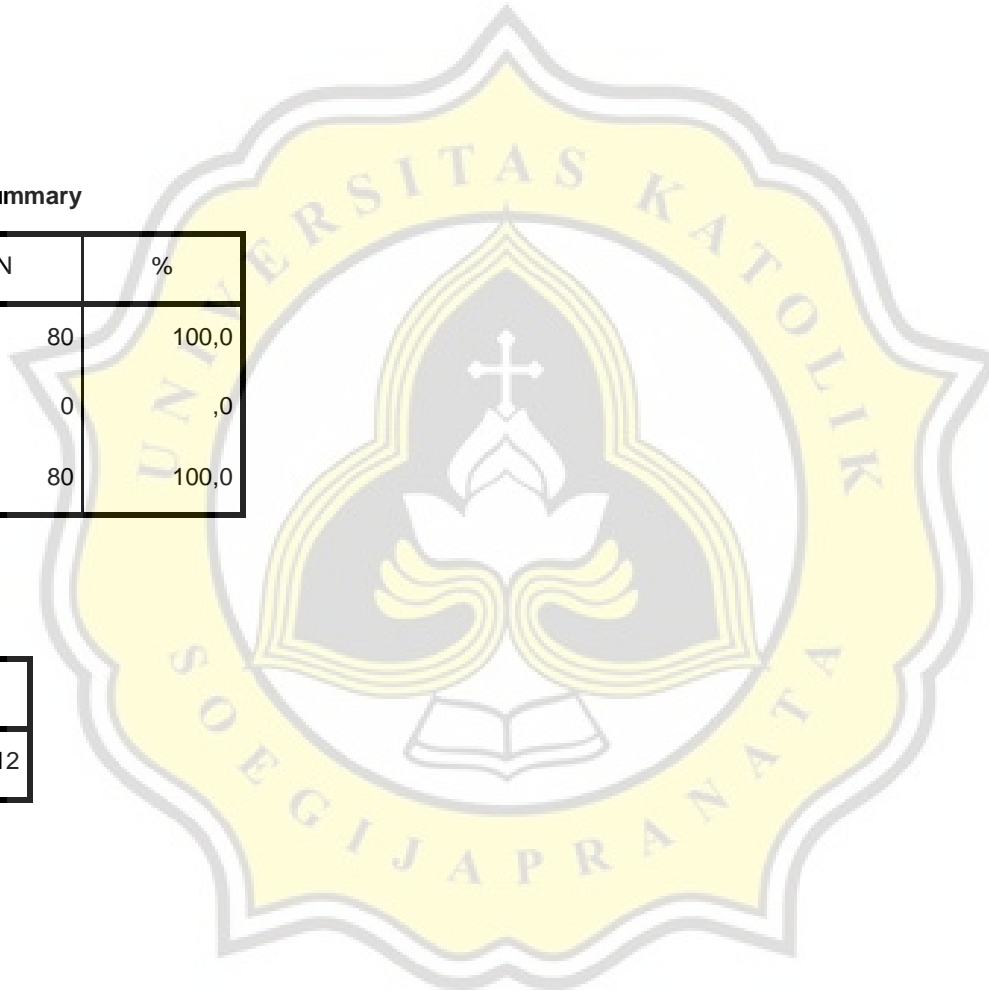 ummary
N %
80 100,0
0 ,0
80 100,0
12
UNIVERSITAS KATOLIK
SOEGIJAPRANATA